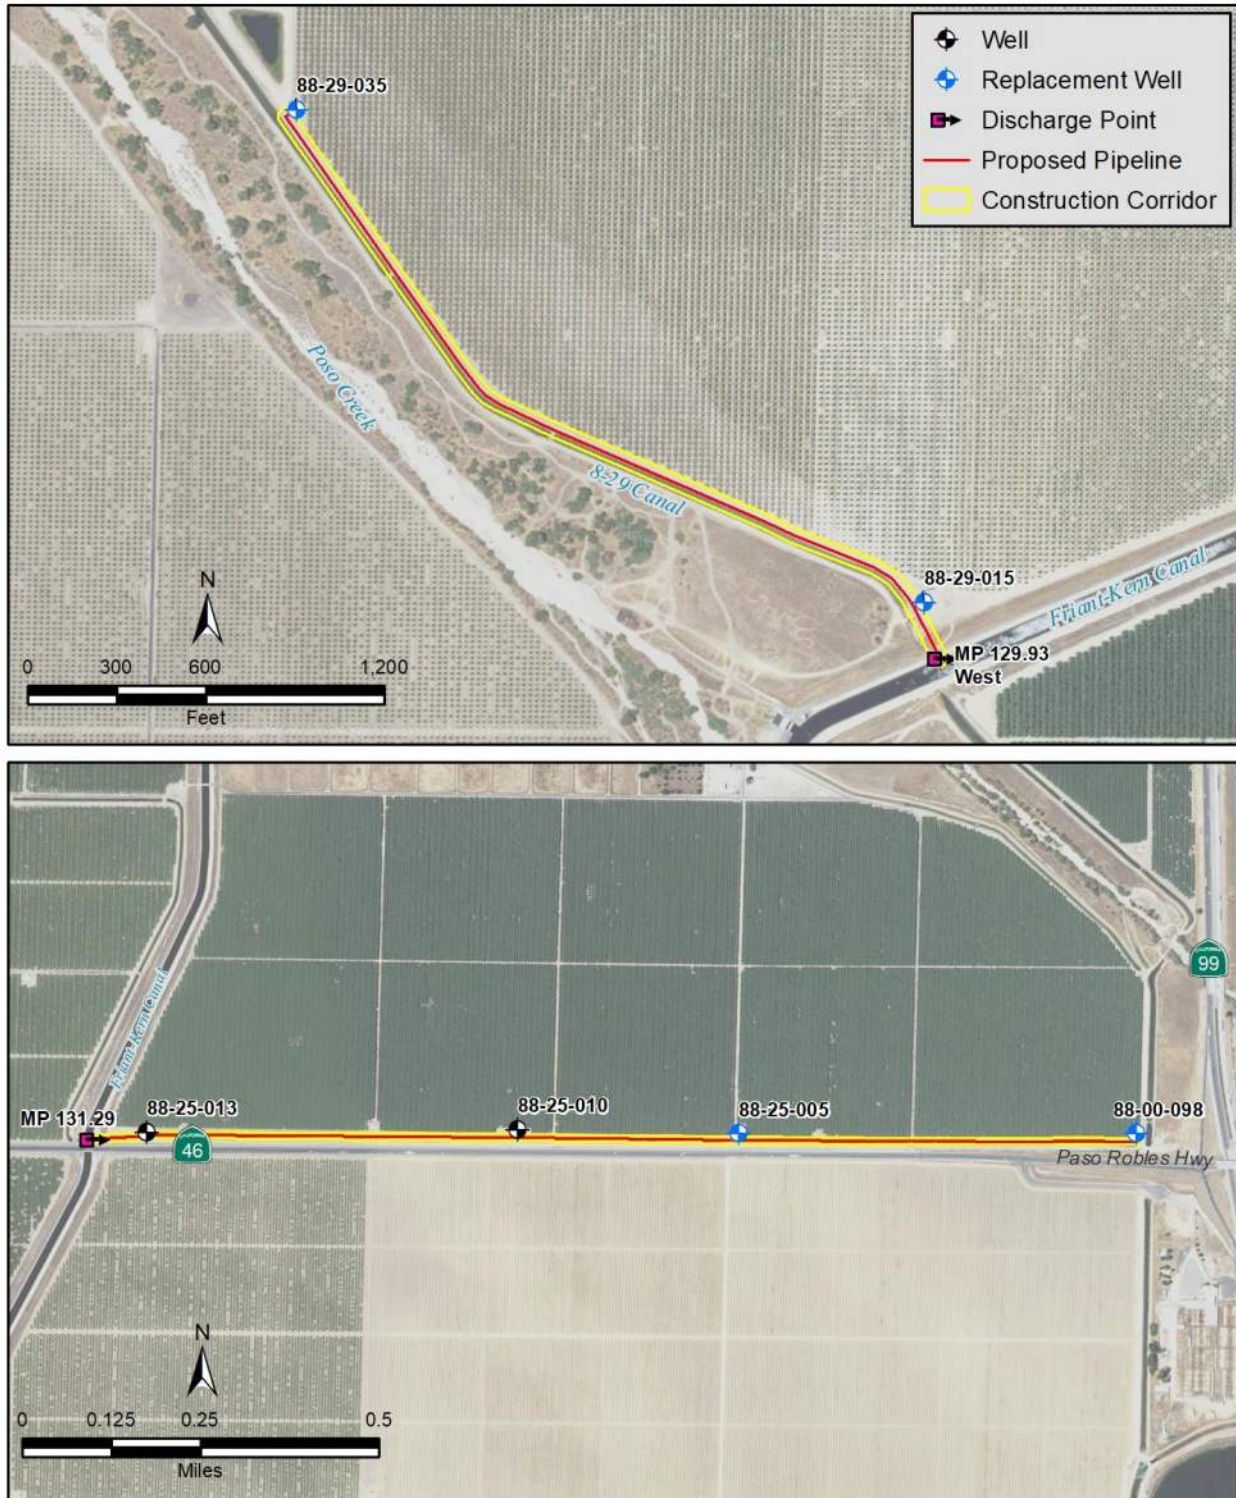 Well
Replacement Well
Discharge Point
Proposed Pipeline
Construction Corridor
88-29-035
Poso Creek
8-29 Canal
88-29-015
Friant-Kern Canal
MP 129.93
West
N
0 300 600 1,200
Feet
99
Friant-Kern Canal
MP 131.29
88-25-013
88-25-010
88-25-005
88-00-098
46
Paso Robles Hwy
N
0 0.125 0.25 0.5
Miles